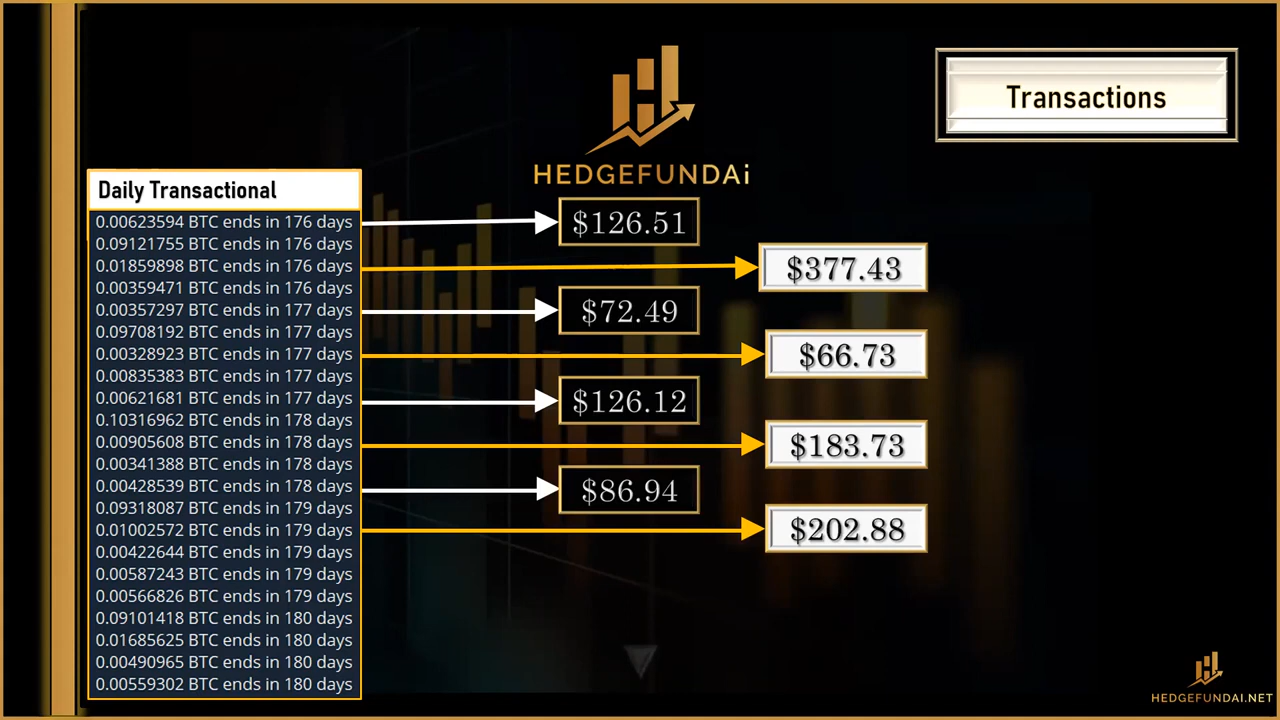 Transactions
HEDGEFUNDAi
Daily Transactional
0.00623594 BTC ends in 176 days
$126.51
0.09121755 BTC ends in 176 days
0.01859898 BTC ends in 176 days
$377.43
0.00359471 BTC ends in 176 days
0.00357297 BTC ends in 177 days
$72.49
0.09708192 BTC ends in 177 days
0.00328923 BTC ends in 177 days
$66.73
0.00835383 BTC ends in 177 days
0.00621681 BTC ends in 177 days
$126.12
0.10316962 BTC ends in 178 days
0.00905608 BTC ends in 178 days
$183.73
0.00341388 BTC ends in 178 days
0.00428539 BTC ends in 178 days
$86.94
0.09318087 BTC ends in 179 days
0.01002572 BTC ends in 179 days
$202.88
0.00422644 BTC ends in 179 days
0.00587243 BTC ends in 179 days
0.00566826 BTC ends in 179 days
0.09101418 BTC ends in 180 days
0.01685625 BTC ends in 180 days
0.00490965 BTC ends in 180 days
0.00559302 BTC ends in 180 days
HEDGEFUNDAI.NET